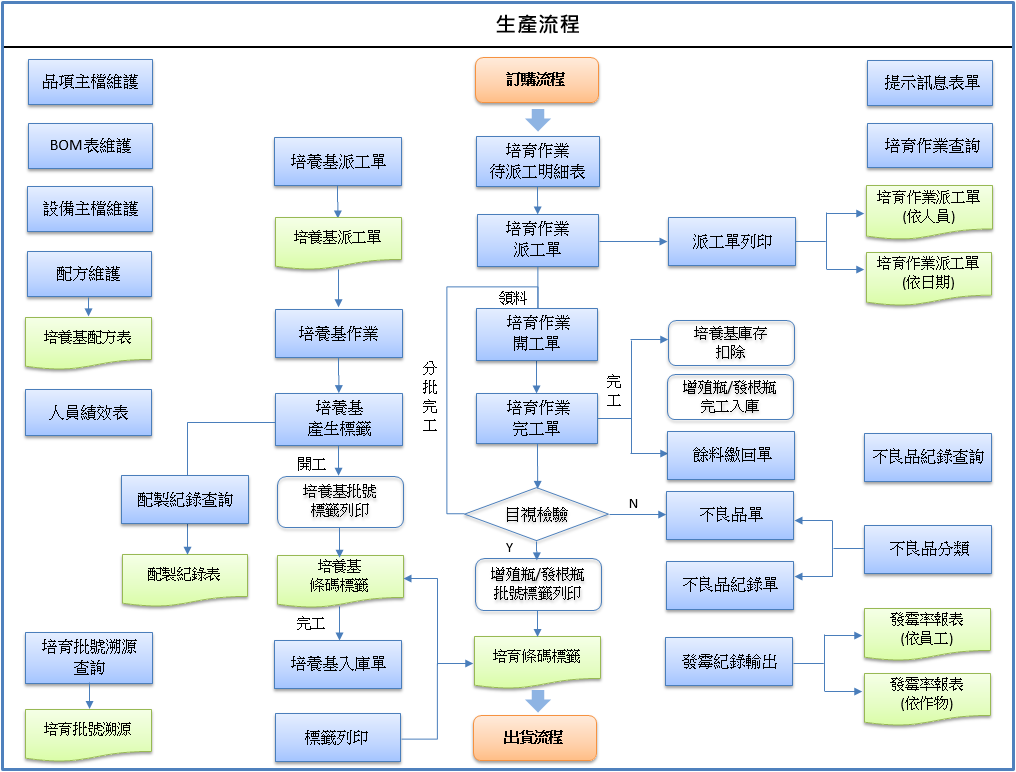 生產流程
品項主檔維護
BOM表維護
設備主檔維護
配方維護
培養基配方表
人員績效表
配製紀錄查詢
配製紀錄表
培育批號溯源
查詢
培育批號溯源
培養基派工單
培養基派工單
培養基作業
培養基
產生標籤
開工
培養基批號
標籤列印
培養基
條碼標籤
完工
培養基入庫單
標籤列印
訂購流程
培育作業
待派工明細表
培育作業
派工單
領料
培育作業
開工單
分
批
完
工
培育作業
完工單
目視檢驗
Y
增殖瓶/發根瓶
批號標籤列印
培育條碼標籤
出貨流程
派工單列印
完
工
培養基庫存
扣除
增殖瓶/發根瓶
完工入庫
餘料繳回單
N
不良品單
不良品紀錄單
發霉紀錄輸出
提示訊息表單
培育作業查詢
培育作業派工單
(依人員)
培育作業派工單
(依日期)
不良品紀錄查詢
不良品分類
發霉率報表
(依員工)
發霉率報表
(依作物)